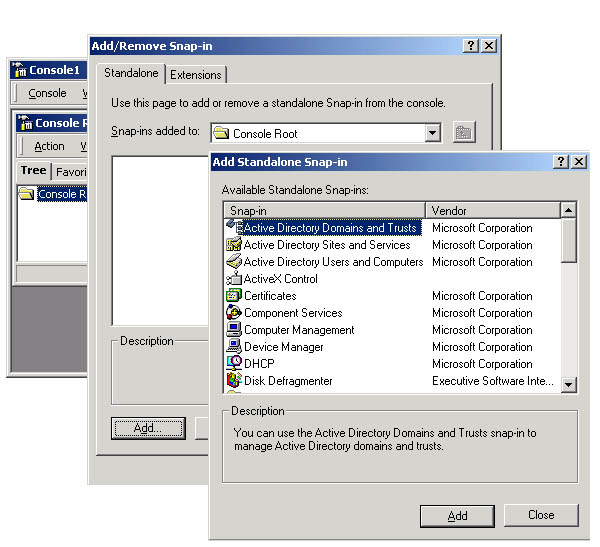 Add/Remove Snap-in
Standalone
Extensions
Use this page to add or remove a standalone Snap-in from the console.
Snap-ins added to:
Console Root
Description
Add...
Console1
Console
Console R
Action
Tree
Favori
Console R
Add Standalone Snap-in
Available Standalone Snap-ins:
Snap-in Vendor
Active Directory Domains and Trusts Microsoft Corporation
Active Directory Sites and Services Microsoft Corporation
Active Directory Users and Computers Microsoft Corporation
ActiveX Control
Certificates Microsoft Corporation
Component Services Microsoft Corporation
Computer Management Microsoft Corporation
Device Manager Microsoft Corporation
DHCP Microsoft Corporation
Disk Defragmenter Executive Software Inte...
Description
You can use the Active Directory Domains and Trusts snap-in to
manage Active Directory domains and trusts.
Add
Close